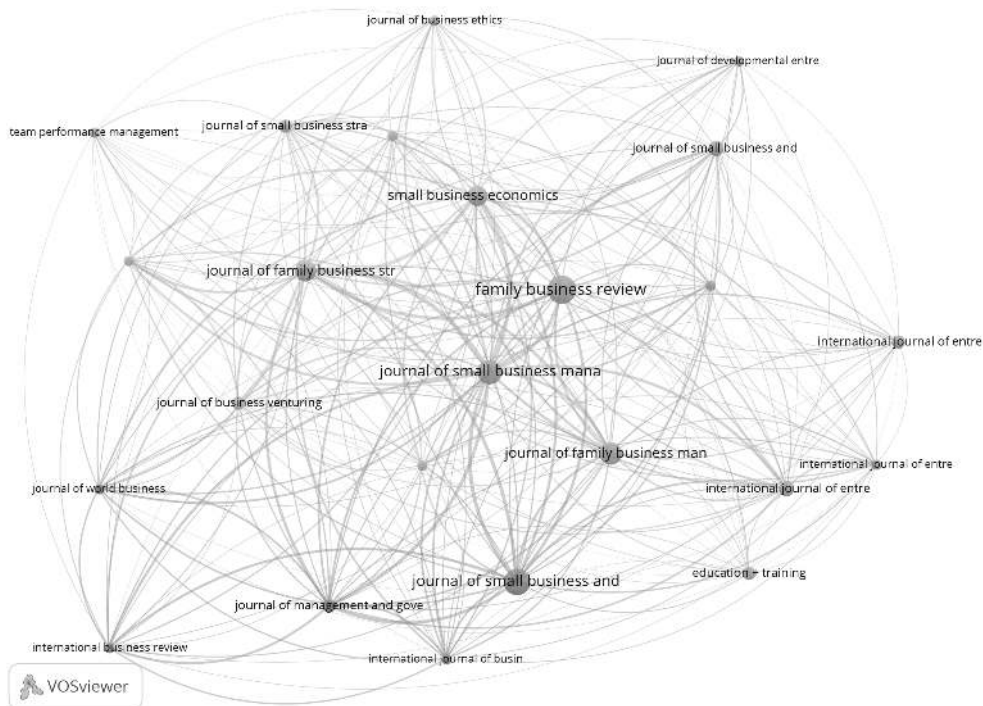 journal of business ethics
journal of developmental entre
team performance management
journal of small business stra
journal of small business and
small business economics
journal of family business str
family business review
international journal of entre
journal of small business mana
journal of business venturing
journal of family business man
international journal of entre
journal of world business
international journal of entre
education + training
journal of small business and
journal of management and gove
international business review
international journal of busin
VOSviewer